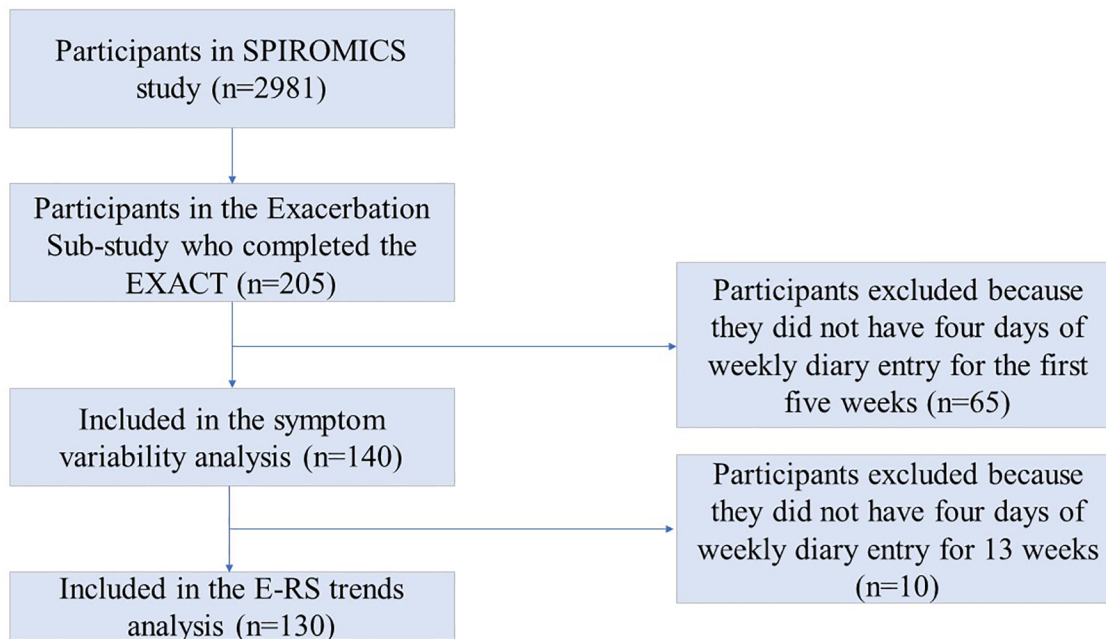 Participants in SPIROMICS
study (n=2981)
Participants in the Exacerbation
Sub-study who completed the
EXACT (n=205)
Participants excluded because
they did not have four days of
weekly diary entry for the first
five weeks (n=65)
Included in the symptom
variability analysis (n=140)
Participants excluded because
they did not have four days of
weekly diary entry for 13 weeks
(n=10)
Included in the E-RS trends
analysis (n=130)